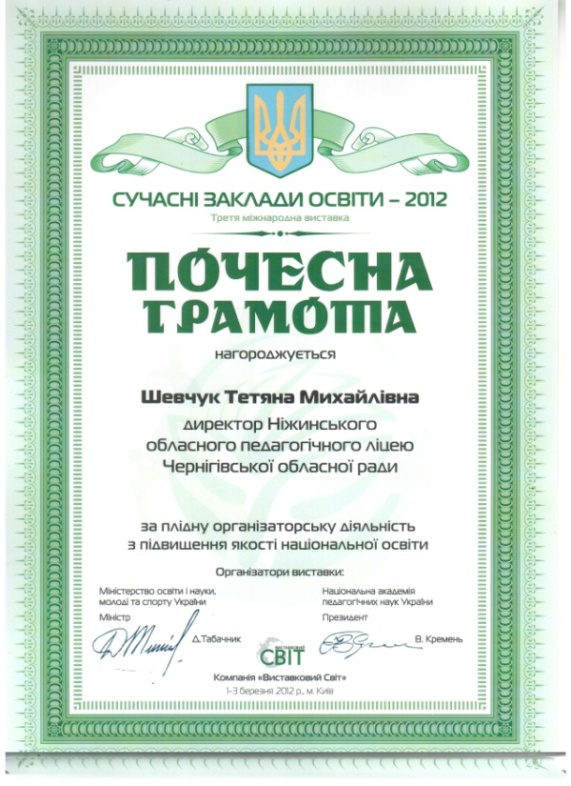 СУЧАСНІ ЗАКЛАДИ ОСВІТИ – 2012
Третя міжнародна виставка
ПОЧЕСНА
ГРАМОТА
нагороджується
Шевчук Тетяна Михайлівна
директор Ніжинського
обласного педагогічного ліцею
Чернігівської обласної ради
за плідну організаторську діяльність
з підвищення якості національної освіти
Організатори виставки:
Міністерство освіти і науки,
молоді та спорту України
Міністр
Д.Табачник
Національна академія
педагогічних наук України
Президент
В. Кремень
ВИСТАВКОВИЙ
СВІТ
Компанія «Виставковий Світ»
1-3 березня 2012 р., м. Київ